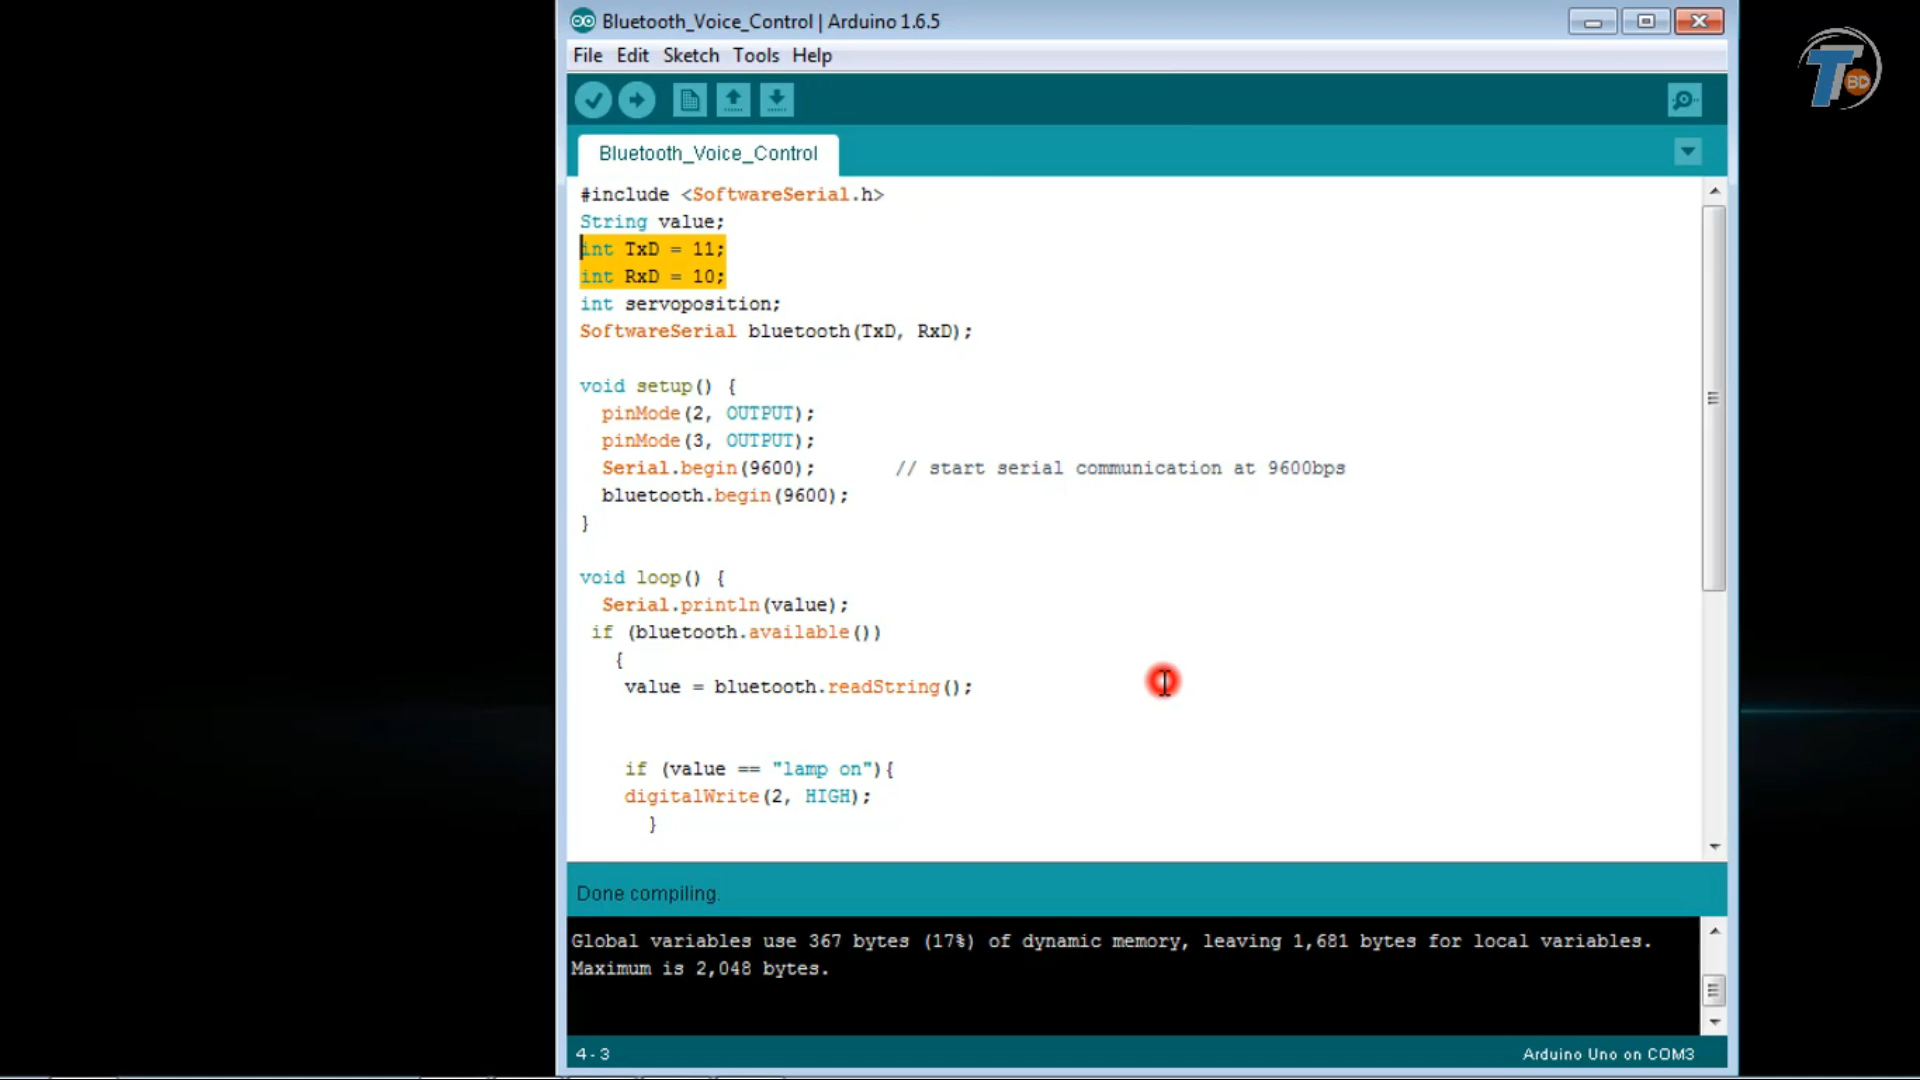 Bluetooth_Voice_Control | Arduino 1.6.5
File Edit Sketch Tools Help
T BD
Bluetooth_Voice_Control
#include <SoftwareSerial.h>
String value;
int TxD = 11;
int RxD = 10;
int servoposition;
SoftwareSerial bluetooth(TxD, RxD);
void setup() {
pinMode(2, OUTPUT);
pinMode(3, OUTPUT);
Serial.begin(9600);       // start serial communication at 9600bps
bluetooth.begin(9600);
}
void loop() {
Serial.println(value);
if (bluetooth.available())
{
value = bluetooth.readString();
if (value == "lamp on"){
digitalWrite(2, HIGH);
}
Done compiling.
Global variables use 367 bytes (17%) of dynamic memory, leaving 1,681 bytes for local variables.
Maximum is 2,048 bytes.
4 - 3
Arduino Uno on COM3